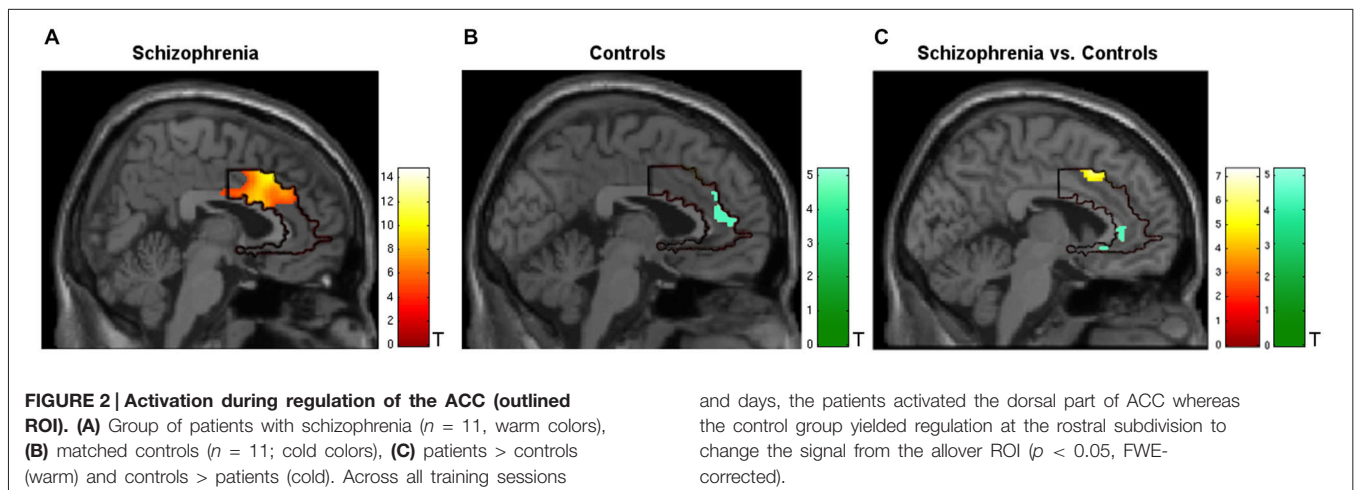 A
Schizophrenia
B
Controls
C
Schizophrenia vs. Controls
14
12
10
8
6
4
2
0
T
5
4
3
2
1
0
T
7
6
5
4
3
2
1
0
5
4
3
2
1
0
T
FIGURE 2 | Activation during regulation of the ACC (outlined
ROI). (A) Group of patients with schizophrenia (n = 11, warm colors),
(B) matched controls (n = 11; cold colors), (C) patients > controls
(warm) and controls > patients (cold). Across all training sessions
and days, the patients activated the dorsal part of ACC whereas
the control group yielded regulation at the rostral subdivision to
change the signal from the allover ROI (p < 0.05, FWE-
corrected).